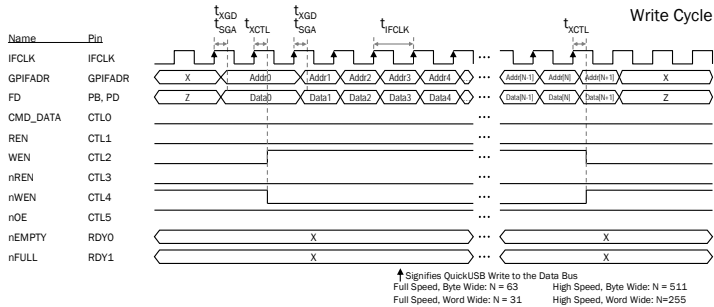 Write Cycle
tXGD
tSGA
tXCTL
tXGD
tSGA
tIFCLK
tXCTL
Name Pin
IFCLK IFCLK
GPIFADR GPIFADR X Addr0 Addr1 Addr2 Addr3 Addr4 ... Addr[N-1] Addr[N] Addr[N+1] X
FD PB, PD Z Data0 Data1 Data2 Data3 Data4 ... Data[N-1] Data[N] Data[N+1] Z
CMD_DATA CTL0
REN CTL1
WEN CTL2
nREN CTL3
nWEN CTL4
nOE CTL5
nEMPTY RDY0 X X
nFULL RDY1 X X
Signifies QuickUSB Write to the Data Bus
Full Speed, Byte Wide: N = 63 High Speed, Byte Wide: N = 511
Full Speed, Word Wide: N = 31 High Speed, Word Wide: N=255